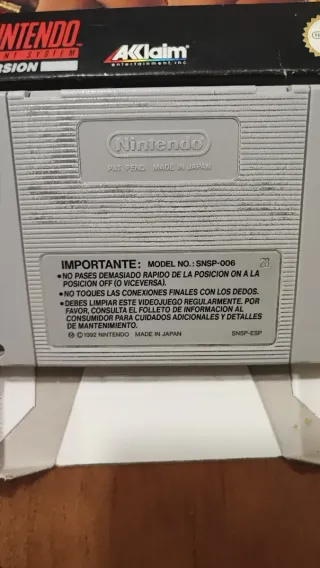 NINTENDO
ENT SYSTEM
ERSION
AKklaim
entertainment, inc
Nintendo
PAT. PEND. MADE IN JAPAN
IMPORTANTE: MODEL NO.: SNSP-006
•NO PASES DEMASIADO RAPIDO DE LA POSICION ON A LA
POSICION OFF (O VICEVERSA).
•NO TOQUES LAS CONEXIONES FINALES CON LOS DEDOS.
•DEBES LIMPIAR ESTE VIDEOJUEGO REGULARMENTE. POR
FAVOR, CONSULTA EL FOLLETO DE INFORMACION AL
CONSUMIDOR PARA CUIDADOS ADICIONALES Y DETALLES
DE MANTENIMIENTO.
Ⓜ ©1992 NINTENDO MADE IN JAPAN SNSP-ESP